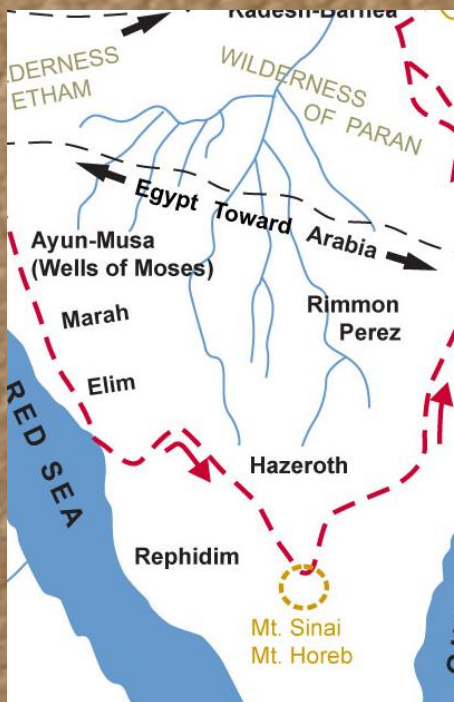 Kadesh-Barnea
WILDERNESS
OF PARAN
ETHAM
Egypt Toward Arabia
Ayun-Musa
(Wells of Moses)
Marah
Rimmon
Perez
Elim
RED SEA
Hazeroth
Rephidim
Mt. Sinai
Mt. Horeb